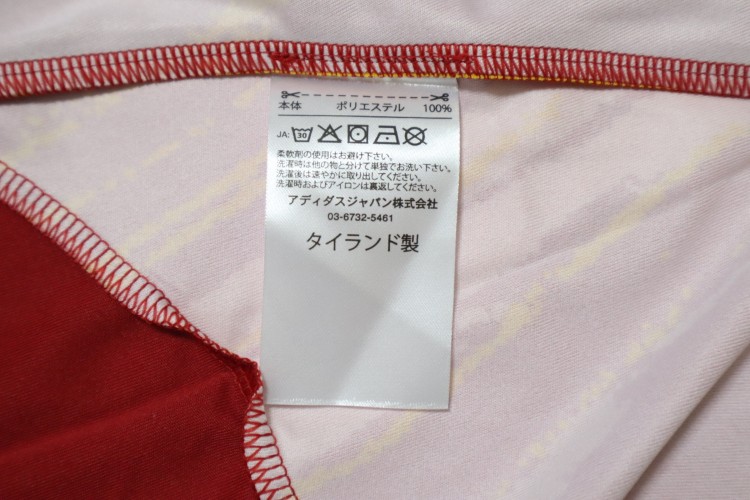 本体 ポリエステル 100%
JA: 30
柔軟剤の使用はお避け下さい。
洗濯時は他の物と分けて単独でお洗い下さい。
洗濯後は速やかに取り出してください。
洗濯時およびアイロンは裏返してください。
アディダスジャパン株式会社
03-6732-5461
タイランド製